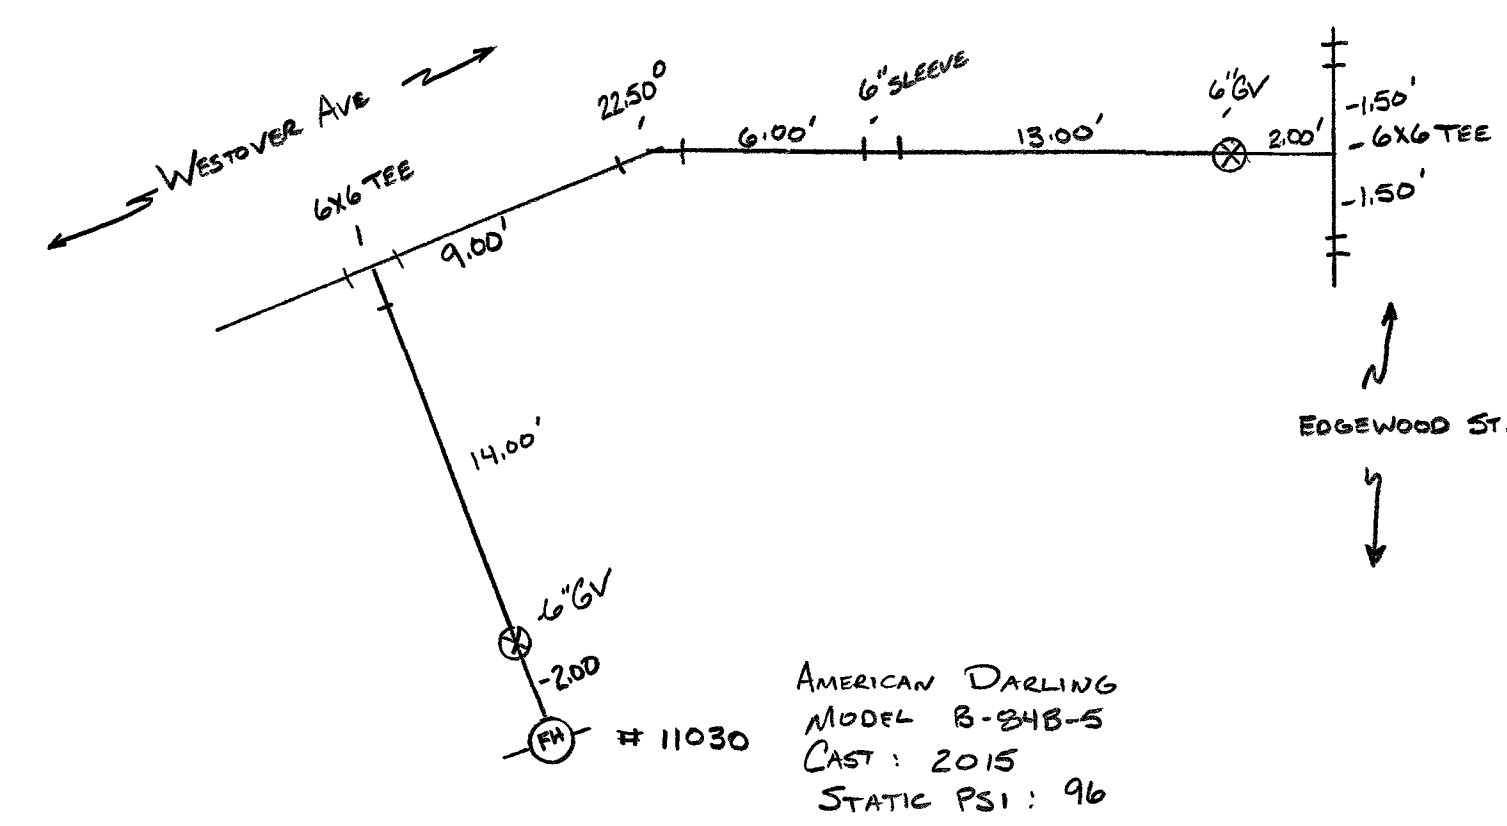 WESTOVER AVE
22.50°
6" SLEEVE
6" GV
-1.50'
6.00'
13.00'
2.00'
- 6X6 TEE
6X6 TEE
-1.50'
9.00'
EDGEWOOD ST.
14.00'
6" GV
-2.00
FH
# 11030
AMERICAN DARLING
MODEL B-84B-5
CAST: 2015
STATIC PSI: 96